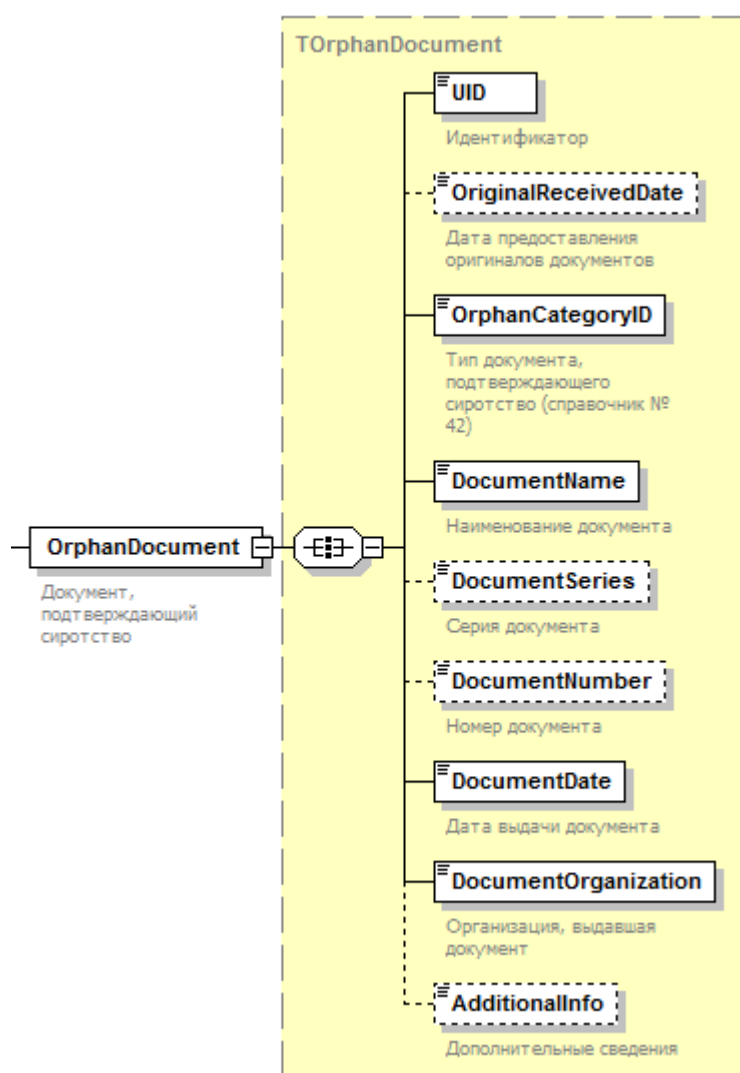 TOrphanDocument
UID
Идентификатор
OriginalReceivedDate
Дата предоставления
оригиналов документов
OrphanCategoryID
Тип документа,
подтверждающего
сиротство (справочник №
42)
DocumentName
Наименование документа
OrphanDocument
Документ,
подтверждающий
сиротство
DocumentSeries
Серия документа
DocumentNumber
Номер документа
DocumentDate
Дата выдачи документа
DocumentOrganization
Организация, выдавшая
документ
AdditionalInfo
Дополнительные сведения